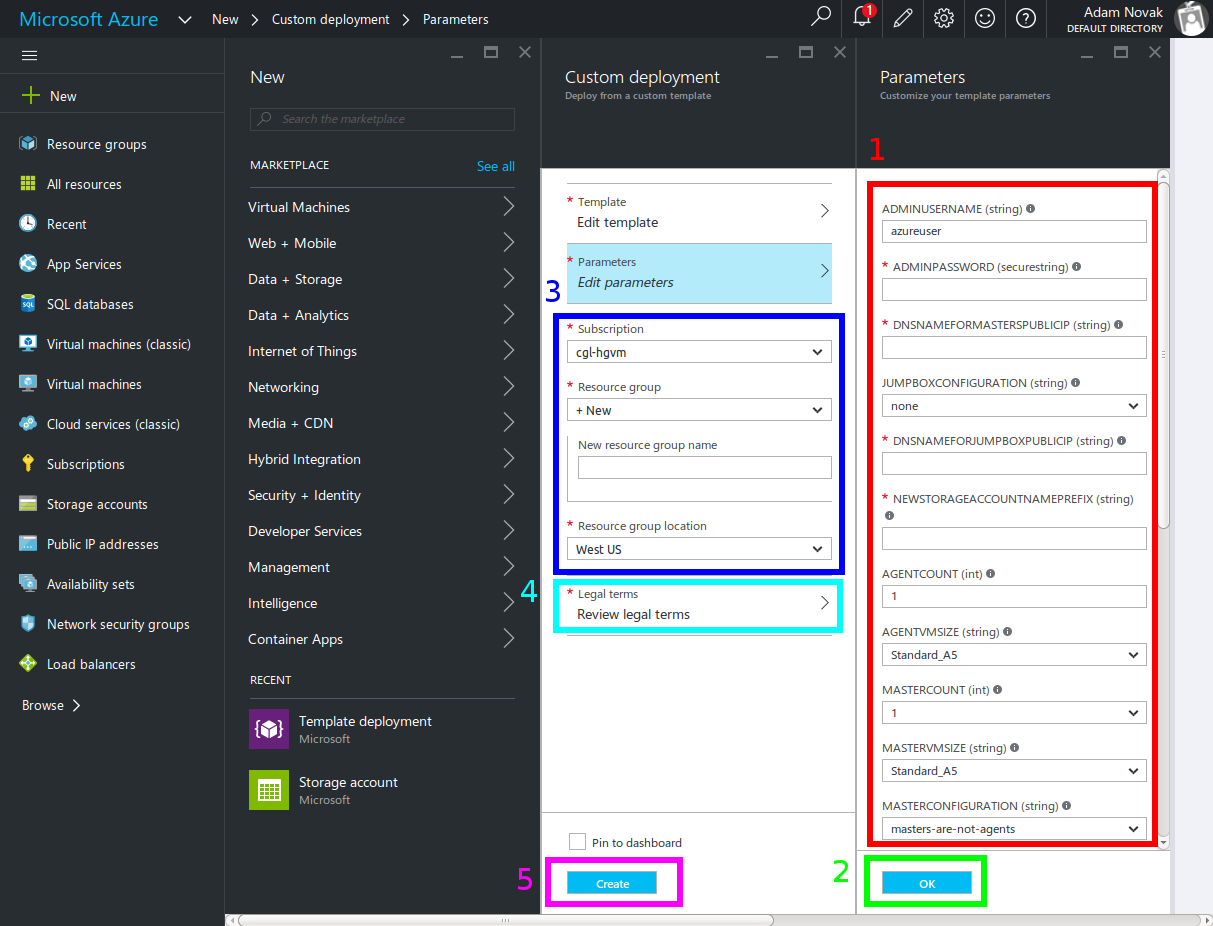 Microsoft Azure
New
Custom deployment
Parameters
1
Adam Novak
DEFAULT DIRECTORY
New
Resource groups
All resources
Recent
App Services
SQL databases
Virtual machines (classic)
Virtual machines
Cloud services (classic)
Subscriptions
Storage accounts
Public IP addresses
Availability sets
Network security groups
Load balancers
Browse
New
Search the marketplace
MARKETPLACE
See all
Virtual Machines
Web + Mobile
Data + Storage
Data + Analytics
Internet of Things
Networking
Media + CDN
Hybrid Integration
Security + Identity
Developer Services
Management
Intelligence
Container Apps
RECENT
Template deployment
Microsoft
Storage account
Microsoft
Custom deployment
Deploy from a custom template
* Template
Edit template
* Parameters
Edit parameters
3
* Subscription
cgl-hgvm
* Resource group
+ New
New resource group name
* Resource group location
West US
4
* Legal terms
Review legal terms
Pin to dashboard
5
Create
Parameters
Customize your template parameters
1
ADMINUSERNAME (string)
azureuser
* ADMINPASSWORD (securestring)
* DNSNAMEFORMASTERSPUBLICIP (string)
JUMPBOXCONFIGURATION (string)
none
* DNSNAMEFORJUMPBOXPUBLICIP (string)
* NEWSTORAGEACCOUNTNAMEPREFIX (string)
AGENTCOUNT (int)
1
AGENTVMSIZE (string)
Standard_A5
MASTERCOUNT (int)
1
MASTERVMSIZE (string)
Standard_A5
MASTERCONFIGURATION (string)
masters-are-not-agents
2
OK